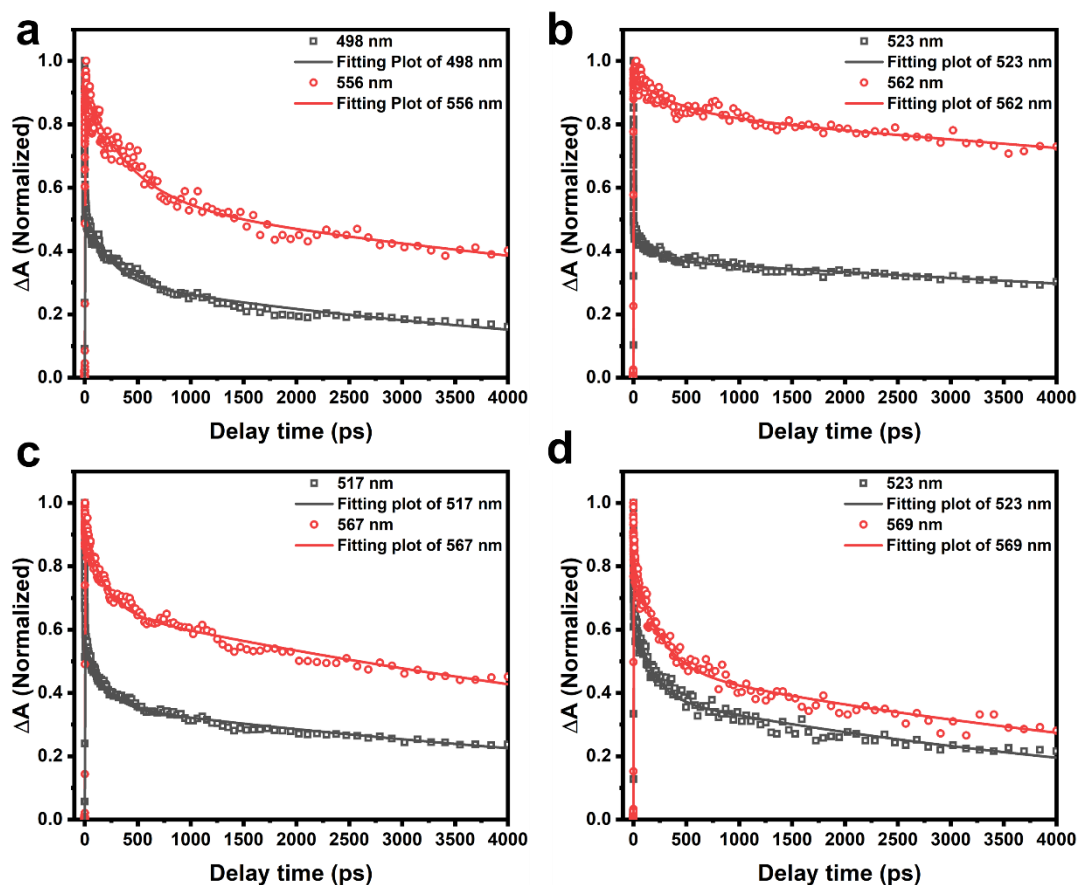 a
498 nm
Fitting Plot of 498 nm
556 nm
Fitting Plot of 556 nm
1.0
0.8
0.6
0.4
0.2
0.0
ΔA (Normalized)
0 500 1000 1500 2000 2500 3000 3500 4000
Delay time (ps)
b
523 nm
Fitting Plot of 523 nm
562 nm
Fitting plot of 562 nm
1.0
0.8
0.6
0.4
0.2
0.0
ΔA (Normalized)
0 500 1000 1500 2000 2500 3000 3500 4000
Delay time (ps)
c
517 nm
Fitting plot of 517 nm
567 nm
Fitting plot of 567 nm
1.0
0.8
0.6
0.4
0.2
0.0
ΔA (Normalized)
0 500 1000 1500 2000 2500 3000 3500 4000
Delay time (ps)
d
523 nm
Fitting plot of 523 nm
569 nm
Fitting plot of 569 nm
1.0
0.8
0.6
0.4
0.2
0.0
ΔA (Normalized)
0 500 1000 1500 2000 2500 3000 3500 4000
Delay time (ps)